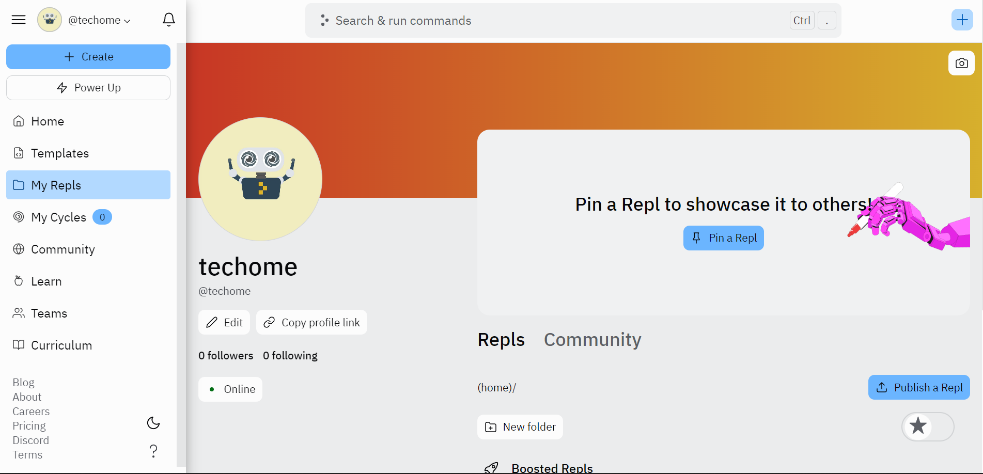 @techome
Search & run commands
Ctrl .
Create
Power Up
Home
Templates
My Repls
My Cycles 0
Community
Learn
Teams
Curriculum
Blog
About
Careers
Pricing
Discord
Terms
?
techome
@techome
Edit
Copy profile link
0 followers 0 following
Online
Pin a Repl to showcase it to others!
Pin a Repl
Repls Community
(home)/
Publish a Repl
New folder
Boosted Repls